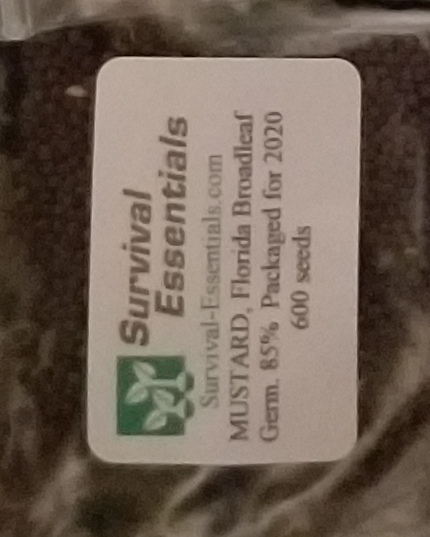 Survival
Essentials
Survival-Essentials.com
MUSTARD, Florida Broadleaf
Germ. 85% Packaged for 2020
600 seeds